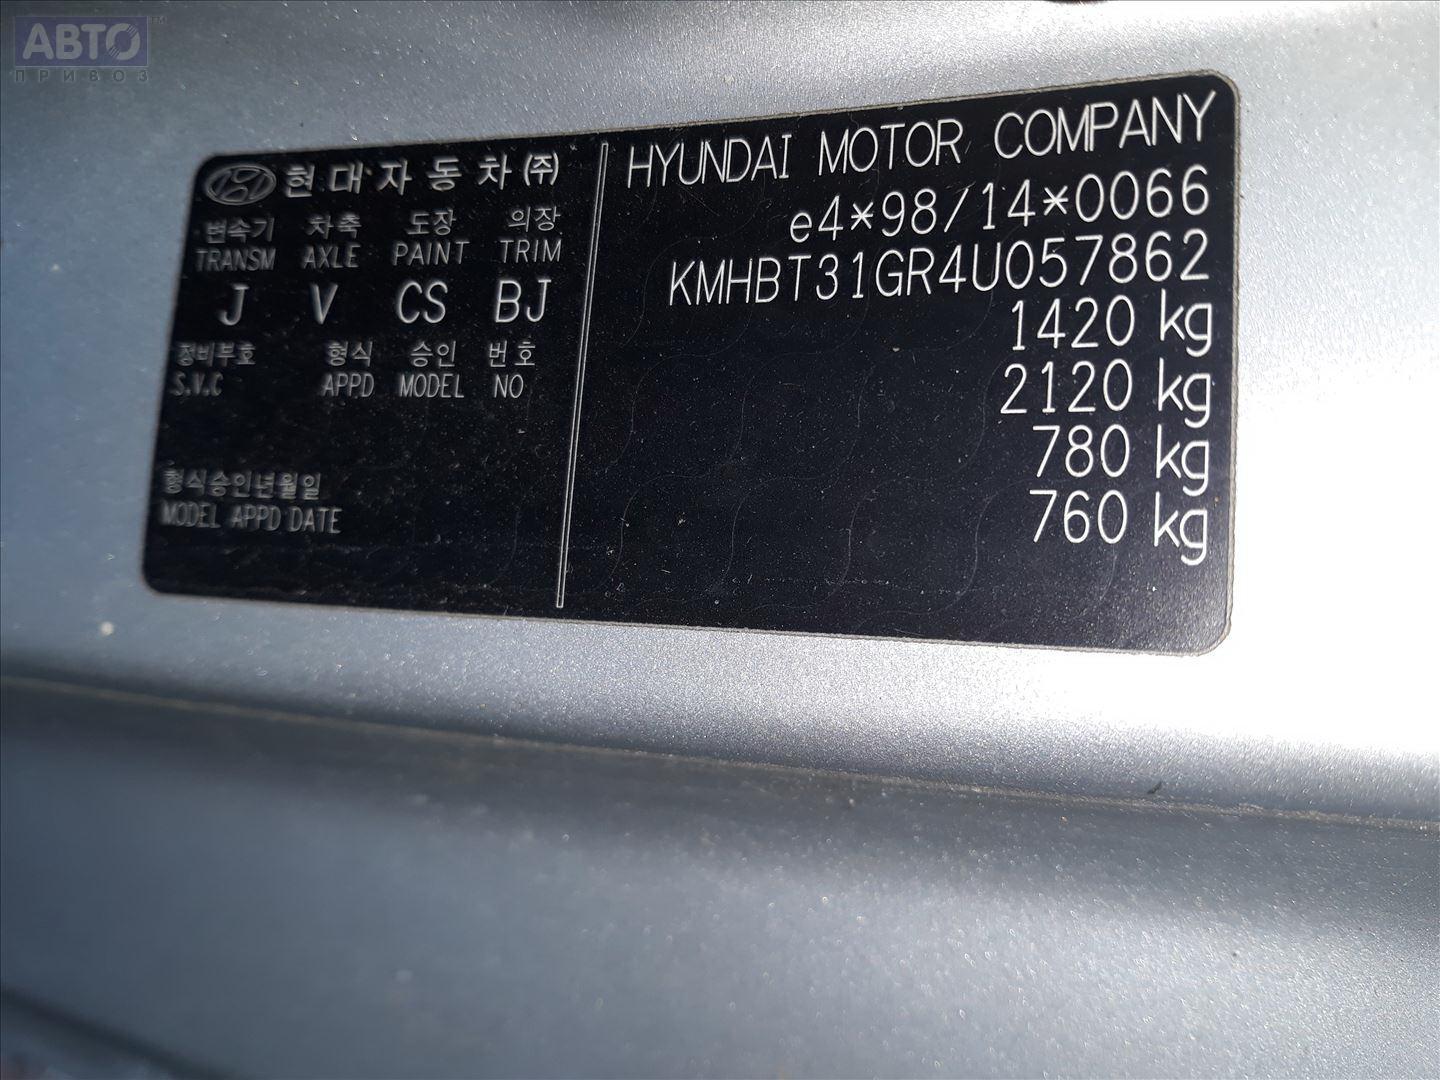 АВТО™
ПРИВОЗ
현대자동차(주)
변속기 차축 도장 의장
TRANSM AXLE PAINT TRIM
J V CS BJ
정비부호 형식 승인 번호
S.V.C APPD MODEL NO
형식승인년월일
MODEL APPD DATE
HYUNDAI MOTOR COMPANY
e4*98/14*0066
KMHBT31GR4U057862
1420 kg
2120 kg
780 kg
760 kg